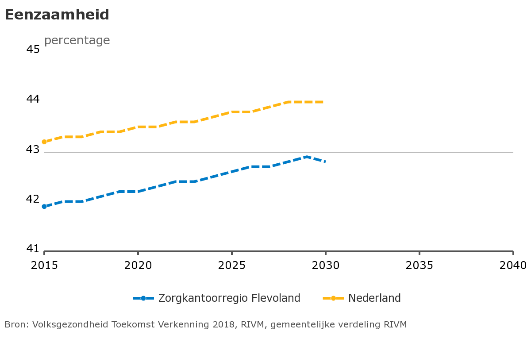 Eenzaamheid
percentage
45
44
43
42
41
2015 2020 2025 2030 2035 2040
Zorgkantoorregio Flevoland Nederland
Bron: Volksgezondheid Toekomst Verkenning 2018, RIVM, gemeentelijke verdeling RIVM